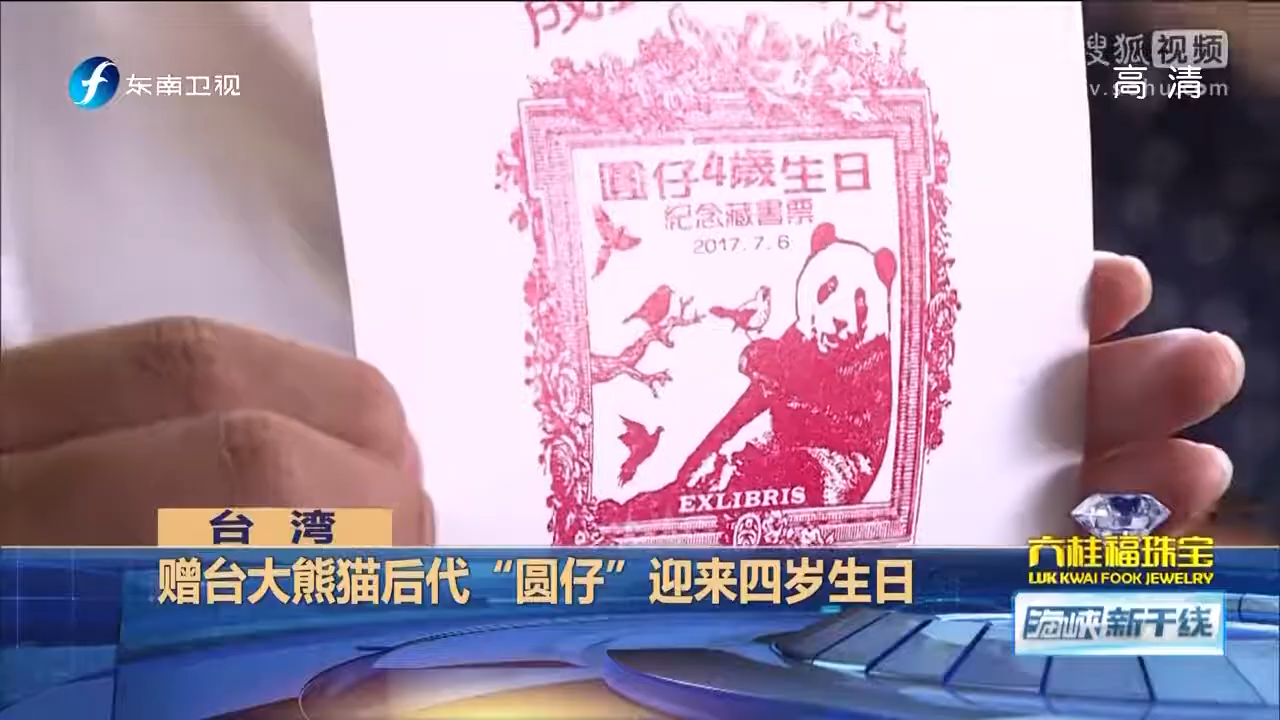 东南卫视
搜狐视频
高清
圓仔4歲生日
紀念藏書票
2017.7.6
EXLIBRIS
台湾
赠台大熊猫后代“圆仔”迎来四岁生日
六桂福珠宝
LUK KWAI FOOK JEWELRY
海峡新干线